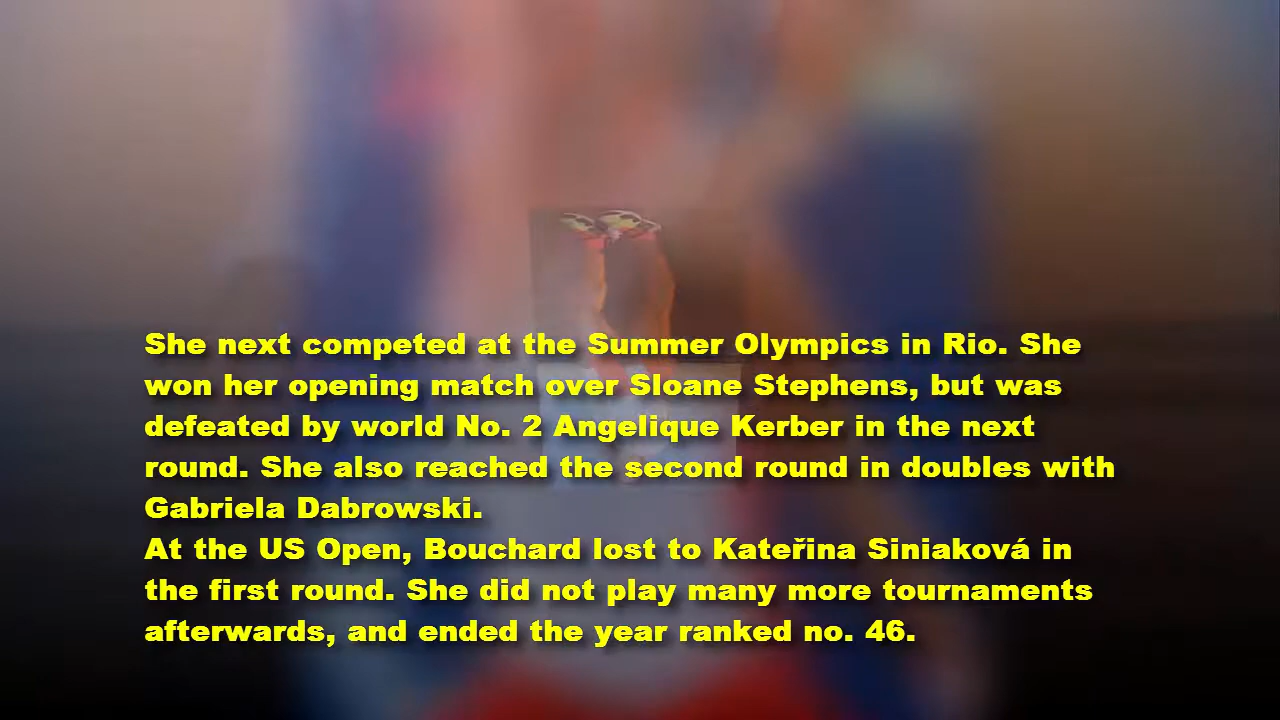 She next competed at the Summer Olympics in Rio. She
won her opening match over Sloane Stephens, but was
defeated by world No. 2 Angelique Kerber in the next
round. She also reached the second round in doubles with
Gabriela Dabrowski.
At the US Open, Bouchard lost to Kateřina Siniaková in
the first round. She did not play many more tournaments
afterwards, and ended the year ranked no. 46.